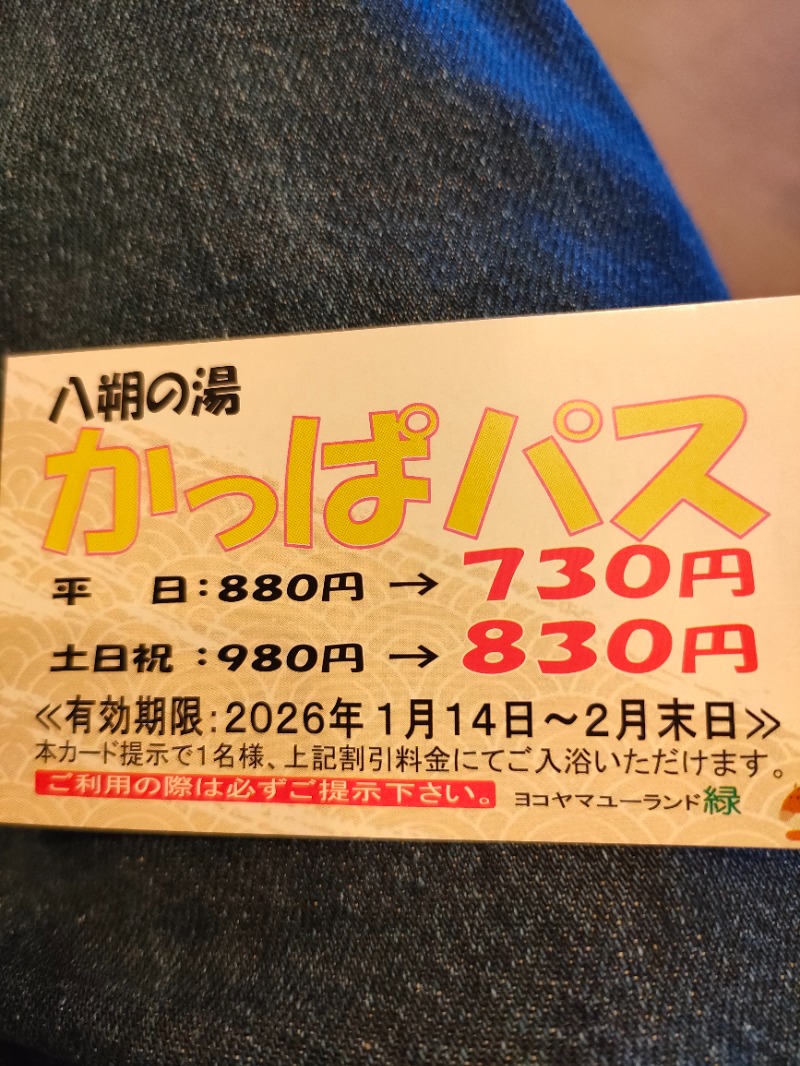 八朔の湯
かっぱパス
平　日:880円 → 730円
土日祝:980円 → 830円
≪有効期限:2026年1月14日～2月末日≫
本カード提示で1名様、上記割引料金にてご入浴いただけます。
ご利用の際は必ずご提示下さい。 ヨコヤマユーランド緑